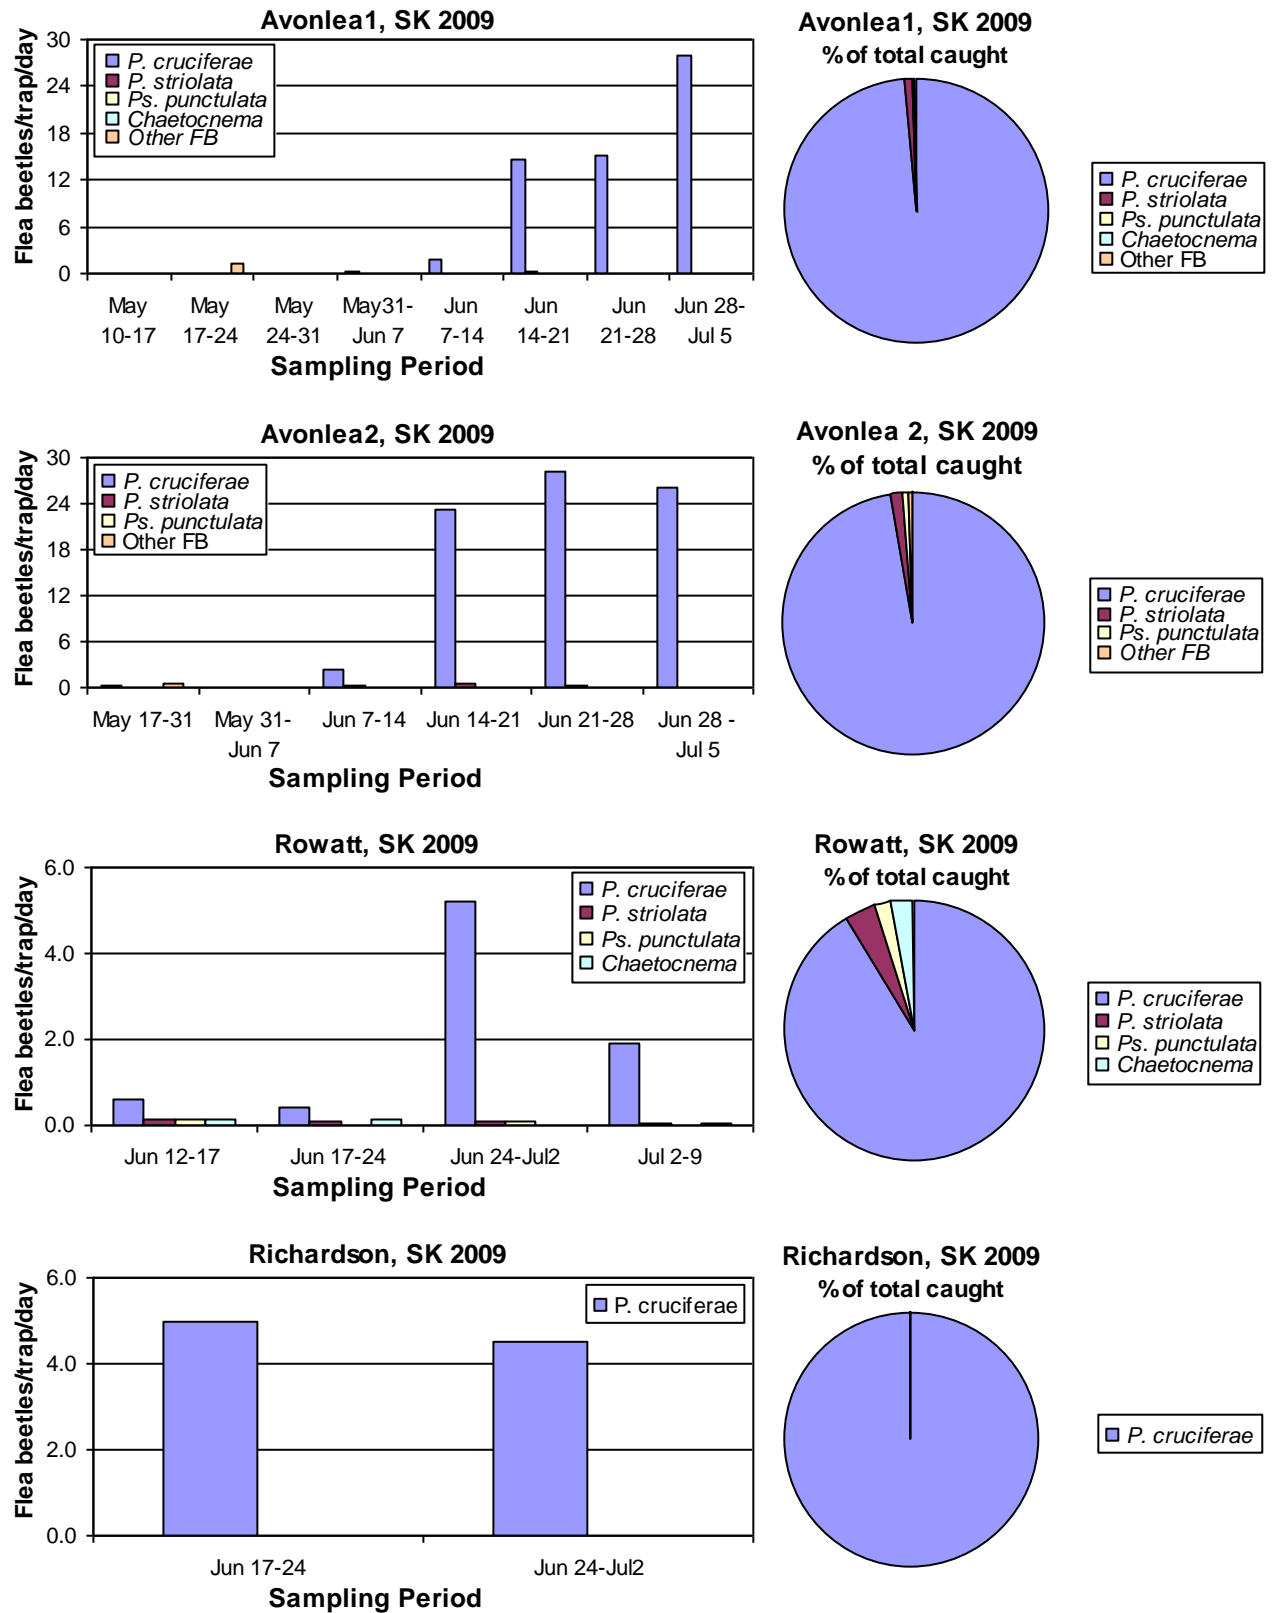 Avonlea1, SK 2009
Flea beetles/trap/day
30
24
18
12
6
0
P. cruciferae
P. striolata
Ps. punctulata
Chaetocnema
Other FB
May 10-17
May 17-24
May 24-31
May31- Jun 7
Jun 7-14
Jun 14-21
Jun 21-28
Jun 28- Jul 5
Sampling Period
Avonlea1, SK 2009
% of total caught
P. cruciferae
P. striolata
Ps. punctulata
Chaetocnema
Other FB
Avonlea2, SK 2009
Flea beetles/trap/day
30
24
18
12
6
0
P. cruciferae
P. striolata
Ps. punctulata
Other FB
May 17-31
May 31- Jun 7
Jun 7-14
Jun 14-21
Jun 21-28
Jun 28 - Jul 5
Sampling Period
Avonlea 2, SK 2009
% of total caught
P. cruciferae
P. striolata
Ps. punctulata
Other FB
Rowatt, SK 2009
Flea beetles/trap/day
6.0
4.0
2.0
0.0
P. cruciferae
P. striolata
Ps. punctulata
Chaetocnema
Jun 12-17
Jun 17-24
Jun 24-Jul2
Jul 2-9
Sampling Period
Rowatt, SK 2009
% of total caught
P. cruciferae
P. striolata
Ps. punctulata
Chaetocnema
Richardson, SK 2009
Flea beetles/trap/day
6.0
4.0
2.0
0.0
P. cruciferae
Jun 17-24
Jun 24-Jul2
Sampling Period
Richardson, SK 2009
% of total caught
P. cruciferae